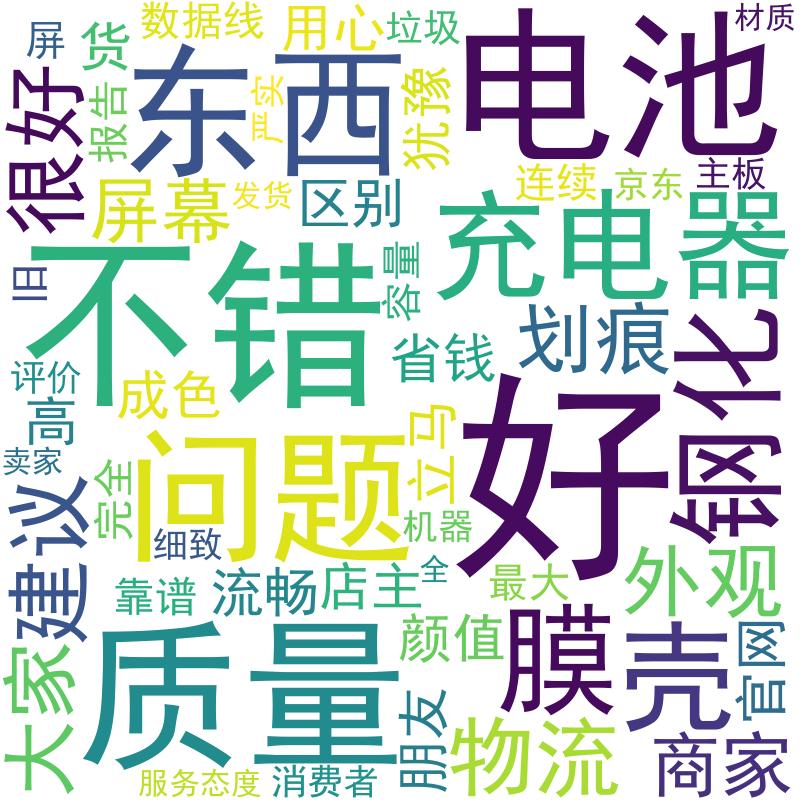 屏
数据线
用心
垃圾
材质
货
东西
电池
很好
报告
严实
犹豫
屏幕
发货
区别
连续
京东
主板
充电器
不错
旧
容量
划痕
省钱
钢化
评价
成色
高
立马
好
问题
卖家
完全
建议
细致
机器
外观
靠谱
流畅
店主
全
最大
膜
颜值
壳
官网
质量
大家
朋友
物流
商家
服务态度
消费者